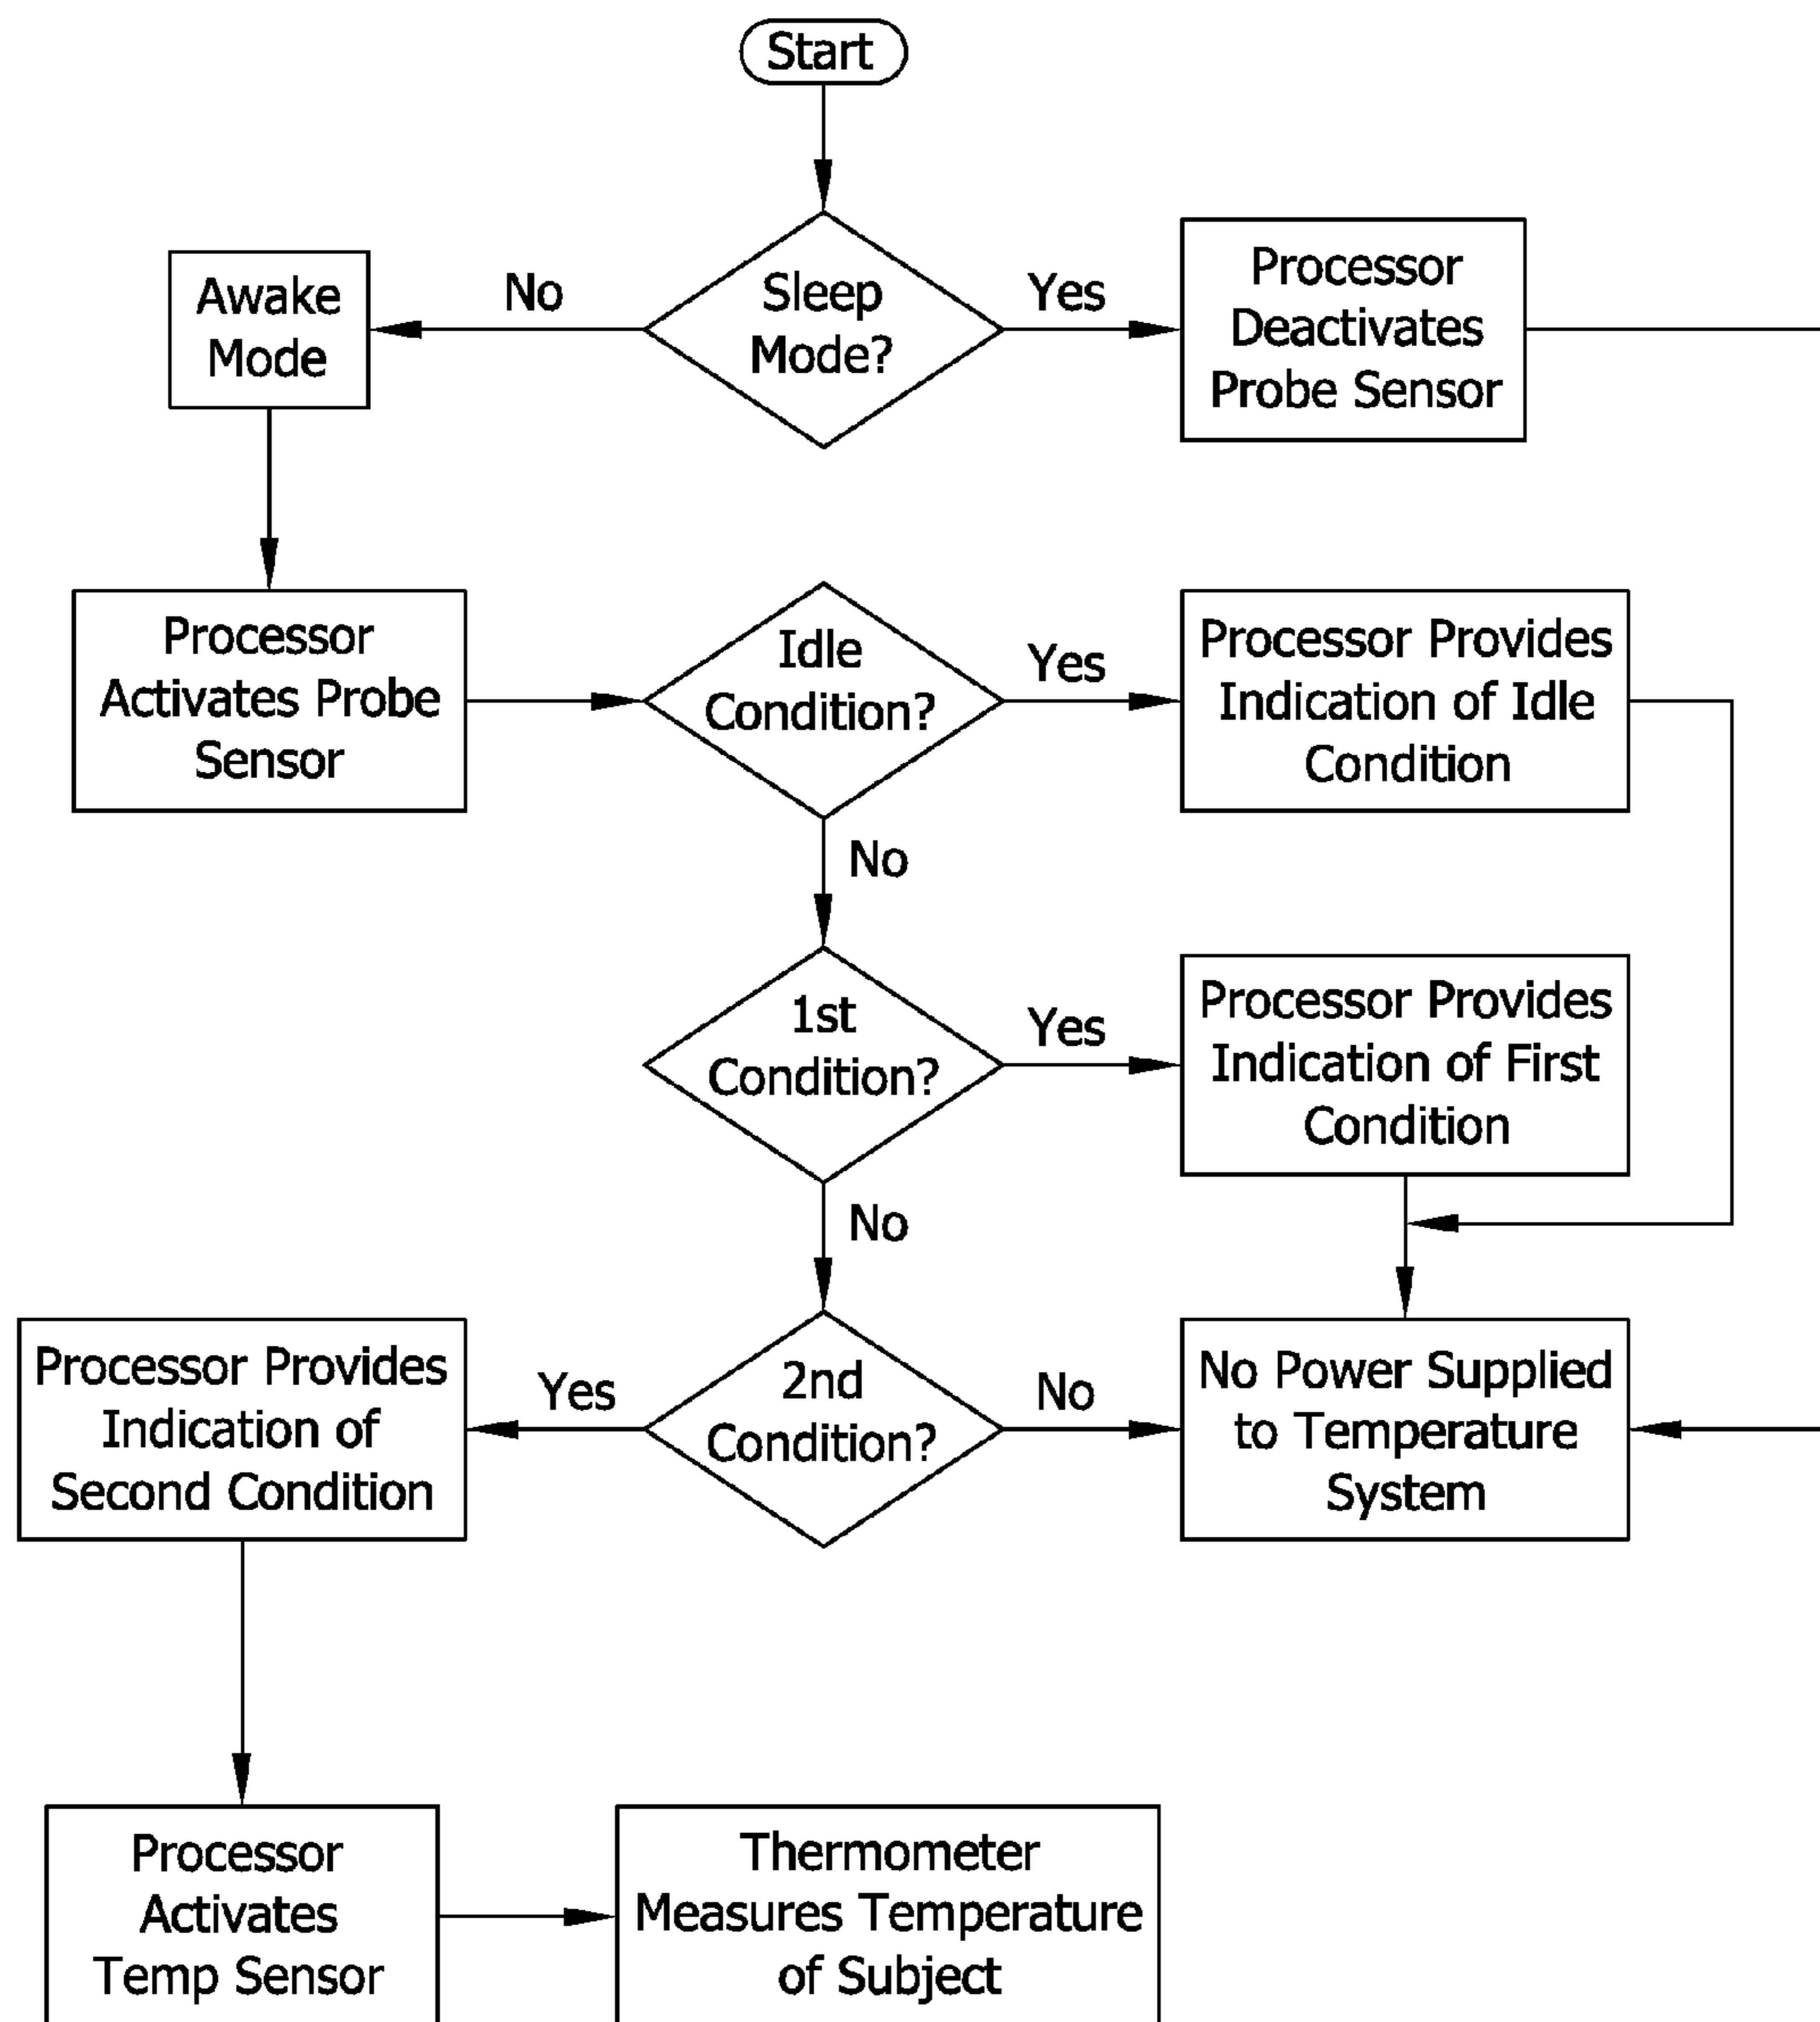 Start
Sleep
Mode?
No
Yes
Awake
Mode
Processor
Deactivates
Probe Sensor
Processor
Activates Probe
Sensor
Idle
Condition?
Yes
No
Processor Provides
Indication of Idle
Condition
1st
Condition?
Yes
No
Processor Provides
Indication of First
Condition
2nd
Condition?
Yes
No
Processor Provides
Indication of
Second Condition
No Power Supplied
to Temperature
System
Processor
Activates
Temp Sensor
Thermometer
Measures Temperature
of Subject